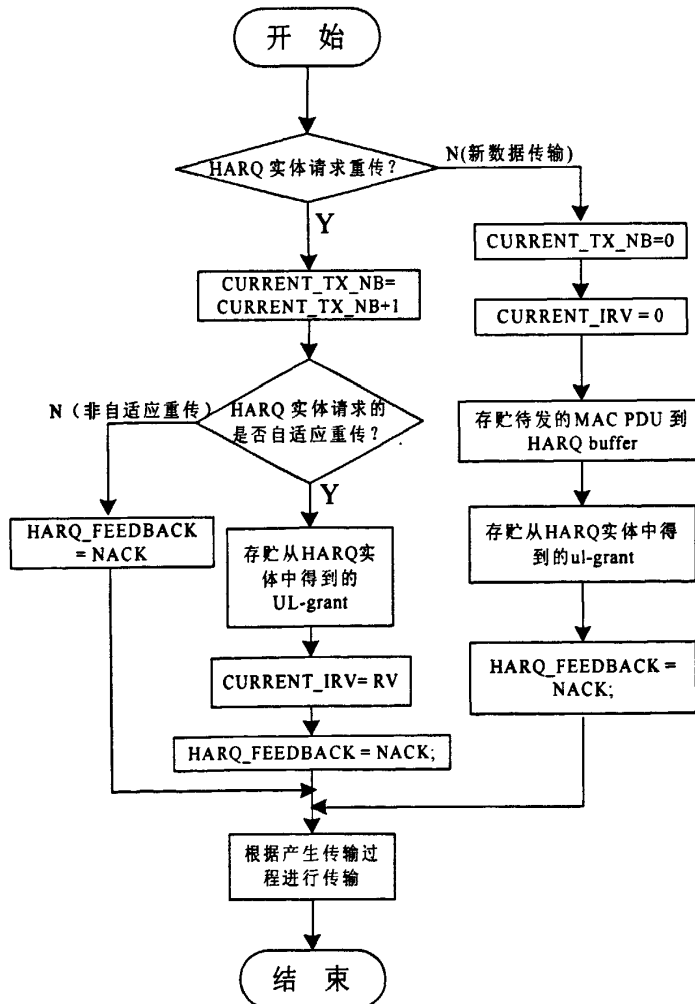 开 始
HARQ 实体请求重传?
N(新数据传输)
Y
CURRENT_TX_NB=0
CURRENT_TX_NB=
CURRENT_TX_NB+1
CURRENT_IRV = 0
N（非自适应重传）
HARQ 实体请求的
是否自适应重传?
存贮待发的MAC PDU 到
HARQ buffer
Y
HARQ_FEEDBACK
= NACK
存贮从HARQ实
体中得到的
UL-grant
存贮从HARQ实体中得
到的ul-grant
CURRENT_IRV= RV
HARQ_FEEDBACK =
NACK;
HARQ_FEEDBACK = NACK;
根据产生传输过
程进行传输
结 束